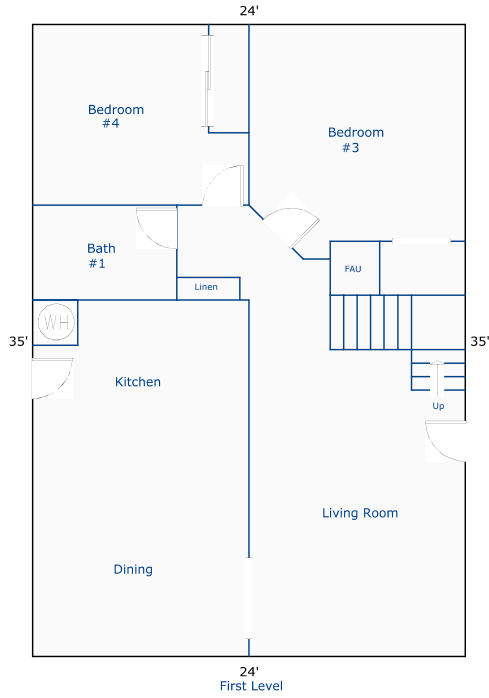 24'
Bedroom
#4
Bedroom
#3
Bath
#1
FAU
Linen
WH
35'
35'
Kitchen
Up
Living Room
Dining
24'
First Level